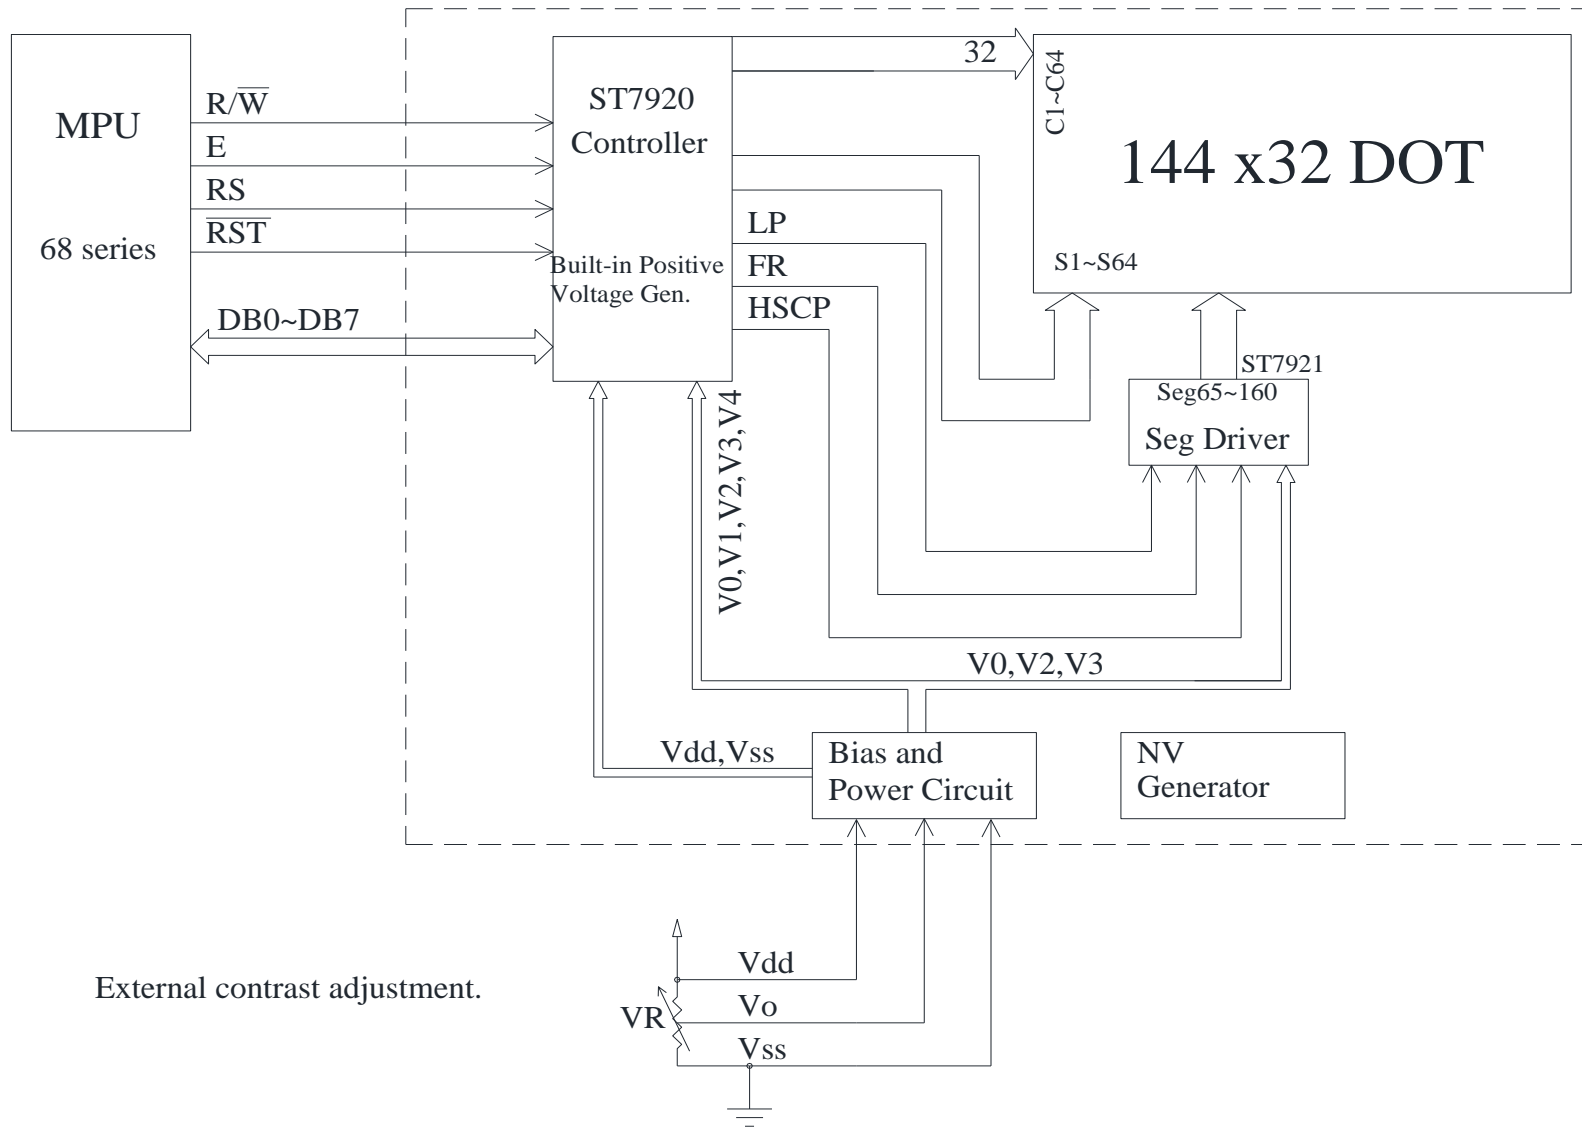 MPU
68 series
R/W̅
E
RS
R̅S̅T̅
DB0~DB7
ST7920
Controller
Built-in Positive
Voltage Gen.
32
C1~C64
144 x32 DOT
S1~S64
LP
FR
HSCP
ST7921
Seg65~160
Seg Driver
V0,V1,V2,V3,V4
V0,V2,V3
Vdd,Vss
Bias and
Power Circuit
NV
Generator
External contrast adjustment.
Vdd
VR
Vo
Vss